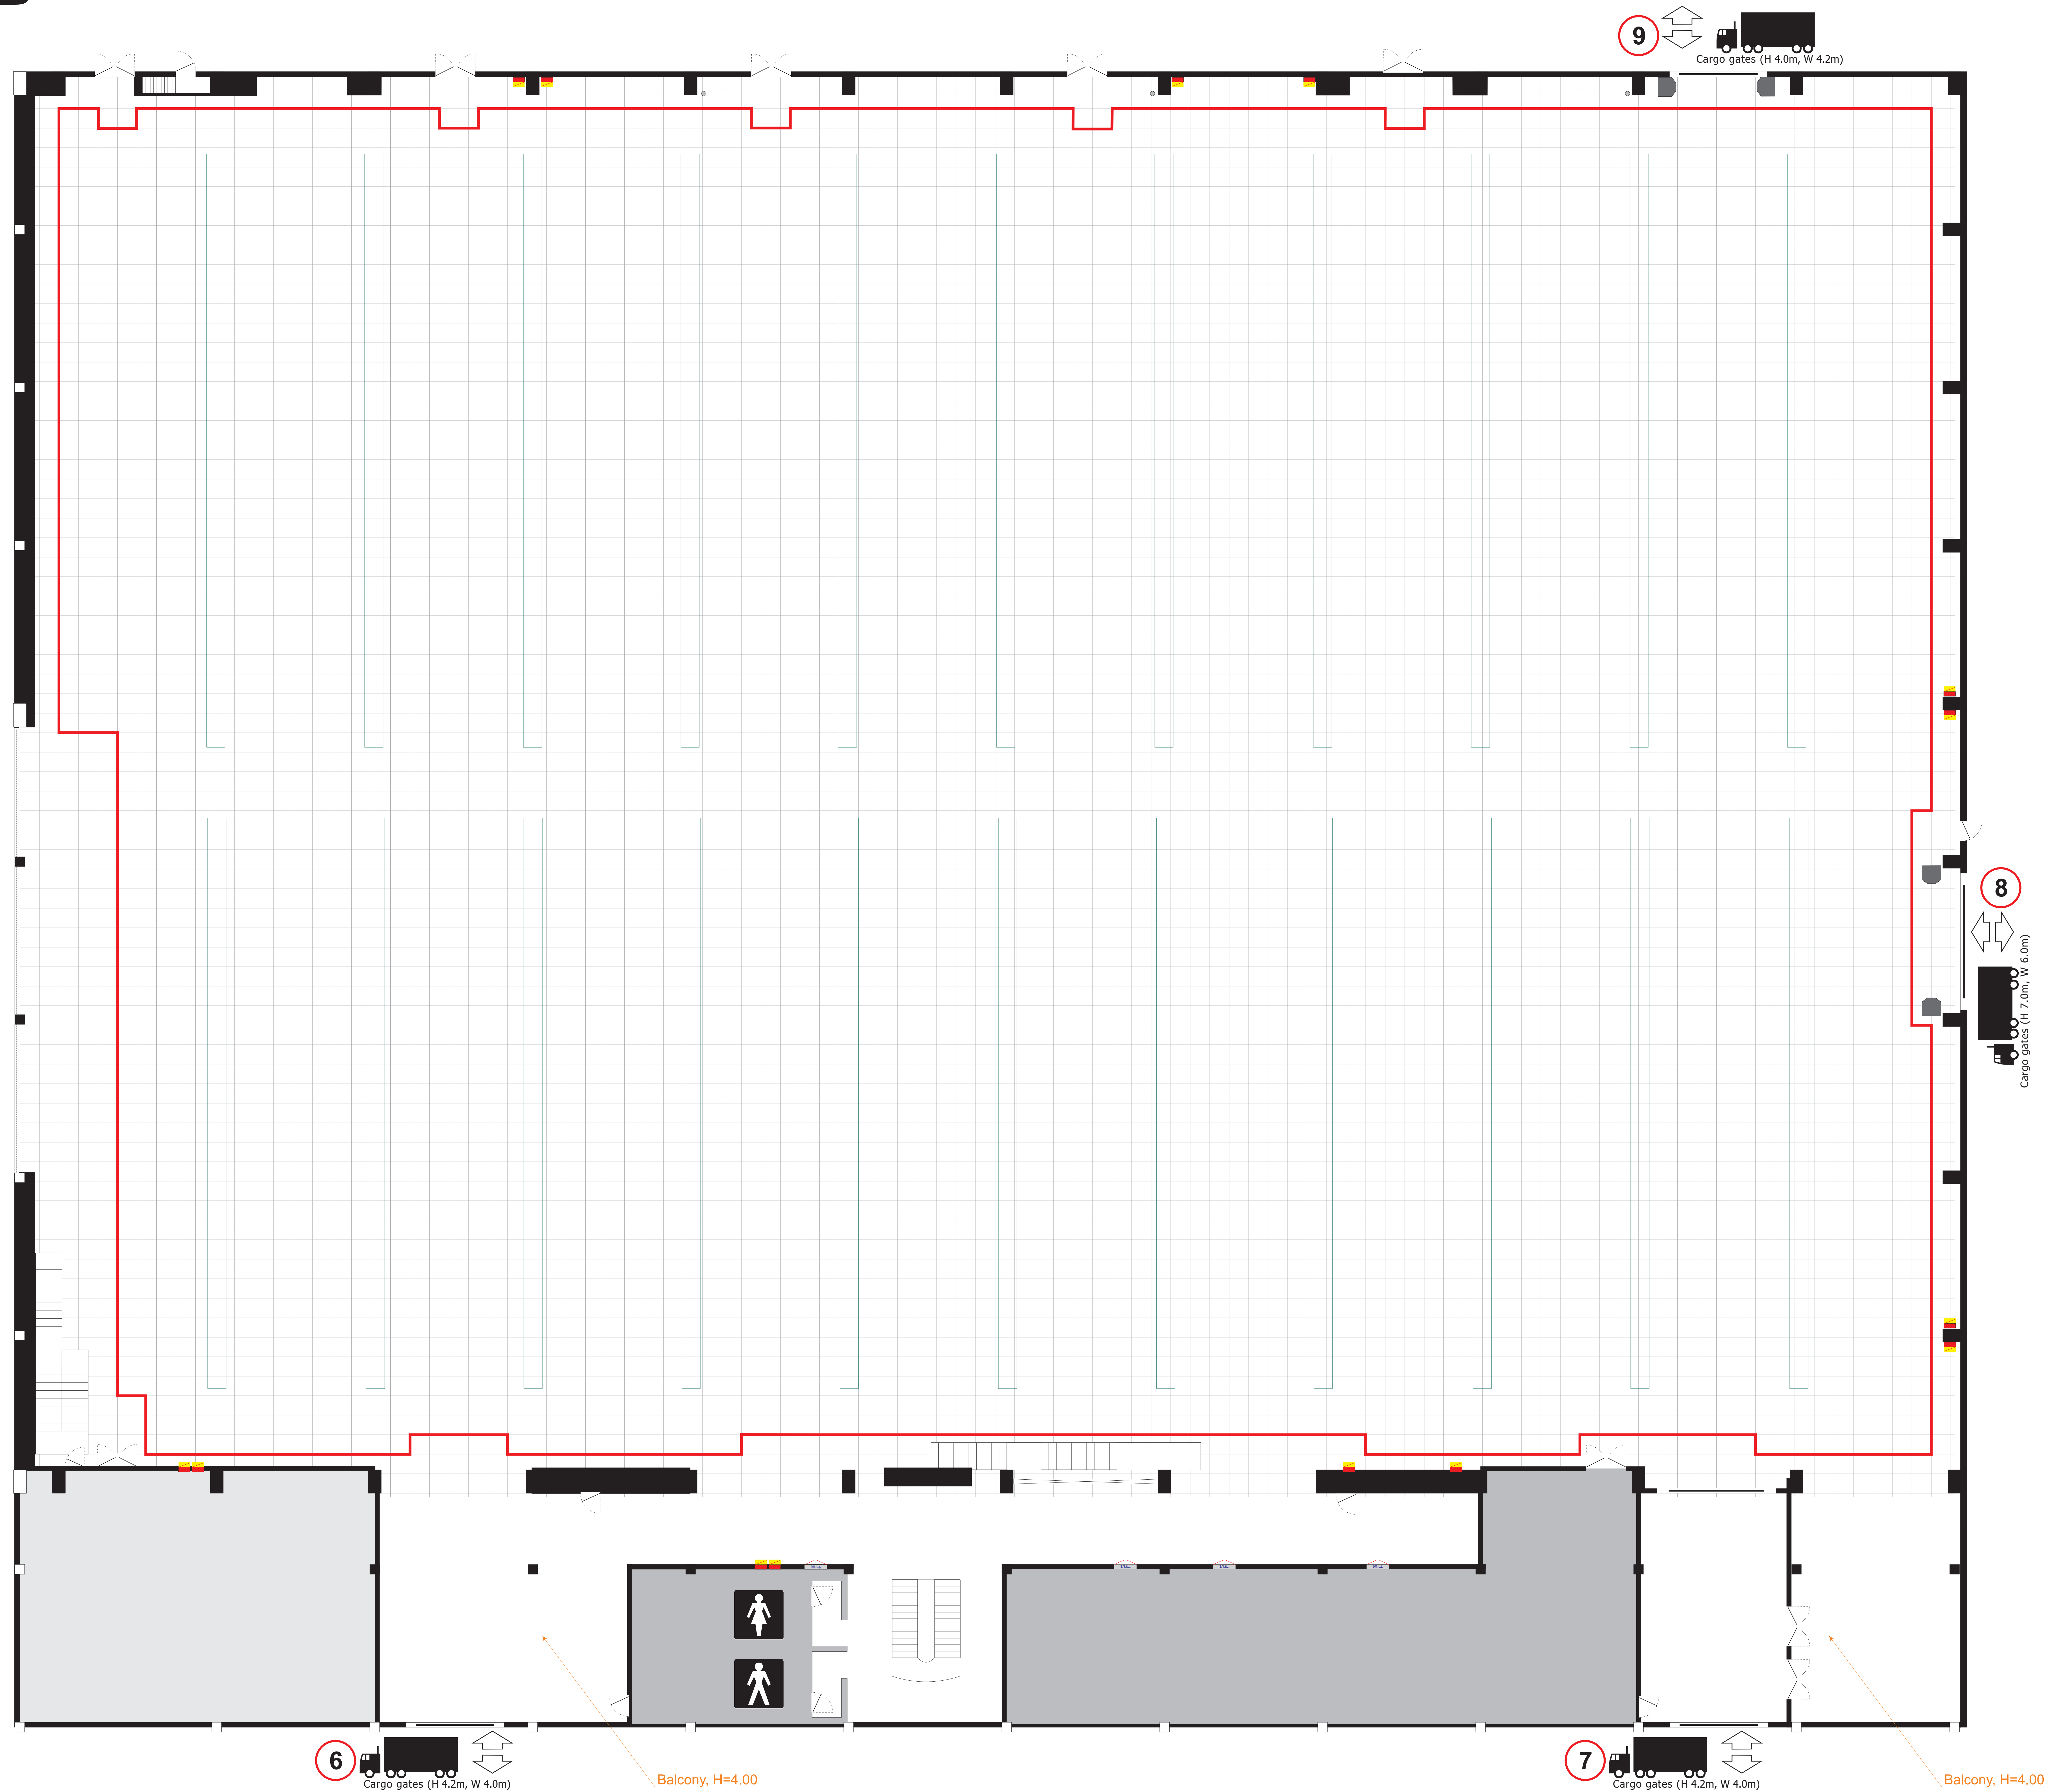 9
Cargo gates (H 4.0m, W 4.2m)
8
Cargo gates (H 7.0m, W 6.0m)
6
Cargo gates (H 4.2m, W 4.0m)
Balcony, H=4.00
7
Cargo gates (H 4.2m, W 4.0m)
Balcony, H=4.00